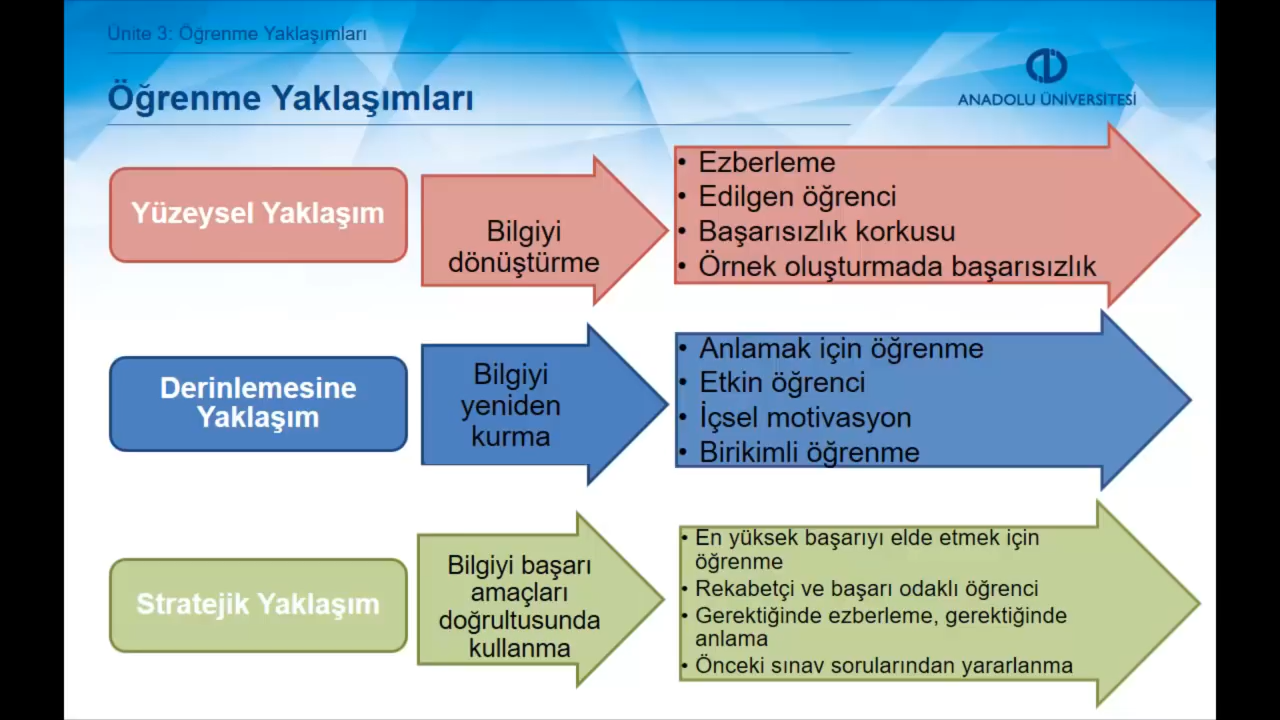 Ünite 3: Öğrenme Yaklaşımları
Öğrenme Yaklaşımları
ANADOLU ÜNİVERSİTESİ
Yüzeysel Yaklaşım
Bilgiyi
dönüştürme
• Ezberleme
• Edilgen öğrenci
• Başarısızlık korkusu
• Örnek oluşturmada başarısızlık
Derinlemesine
Yaklaşım
Bilgiyi
yeniden
kurma
• Anlamak için öğrenme
• Etkin öğrenci
• İçsel motivasyon
• Birikimli öğrenme
Stratejik Yaklaşım
Bilgiyi başarı
amaçları
doğrultusunda
kullanma
• En yüksek başarıyı elde etmek için
öğrenme
• Rekabetçi ve başarı odaklı öğrenci
• Gerektiğinde ezberleme, gerektiğinde
anlama
• Önceki sınav sorularından yararlanma